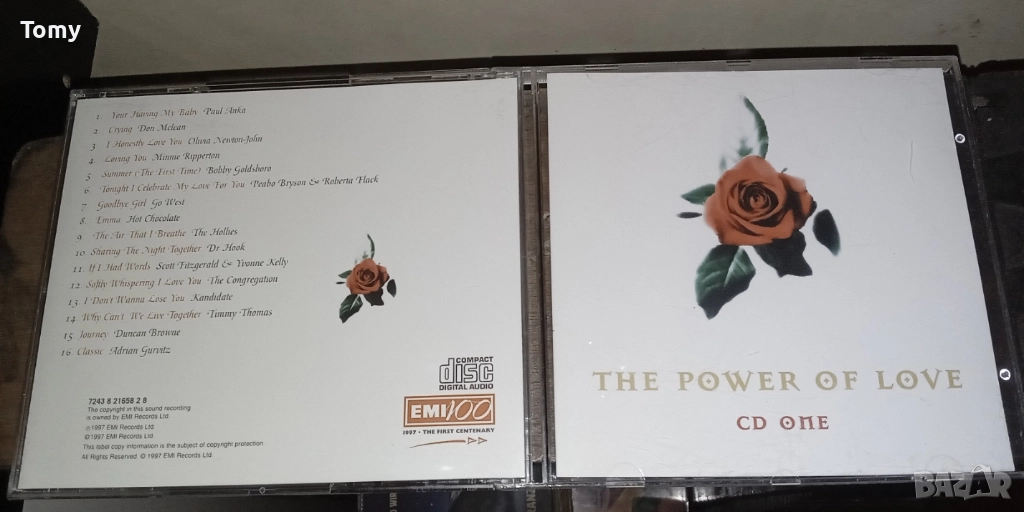 Tomy
1. Your Having My Baby Paul Anka
2 Crying Don Mclean
3 I Honestly Love You Olivia Newton-John
4 Loving You Minnie Ripperton
5 Summer (The First Time) Bobby Goldsboro
6. Tonight I Celebrate My Love For You Peabo Bryson & Roberta Flack
7 Goodbye Girl Go West
8. Emma Hot Chocolate
9 The Air That I Breathe The Hollies
10. Sharing The Night Together Dr Hook
11. If I Had Words Scott Fitzgerald & Yvonne Kelly
12. Softly Whispering I Love You The Congregation
13. I Don't Wanna Lose You Kandidate
14. Why Can't We Live Together Timmy Thomas
15 Journey Duncan Browne
16 Classic Adrian Gurvitz
COMPACT
disc
DIGITAL AUDIO
EMI100
1997 • THE FIRST CENTENARY
7243 8 21658 2 8
The copyright in this sound recording
is owned by EMI Records Ltd.
℗1997 EMI Records Ltd
©1997 EMI Records Ltd.
This label copy information is the subject of copyright protection
All Rights Reserved. © 1997 EMI Records Ltd.
THE POWER OF LOVE
CD ONE
BAZAR